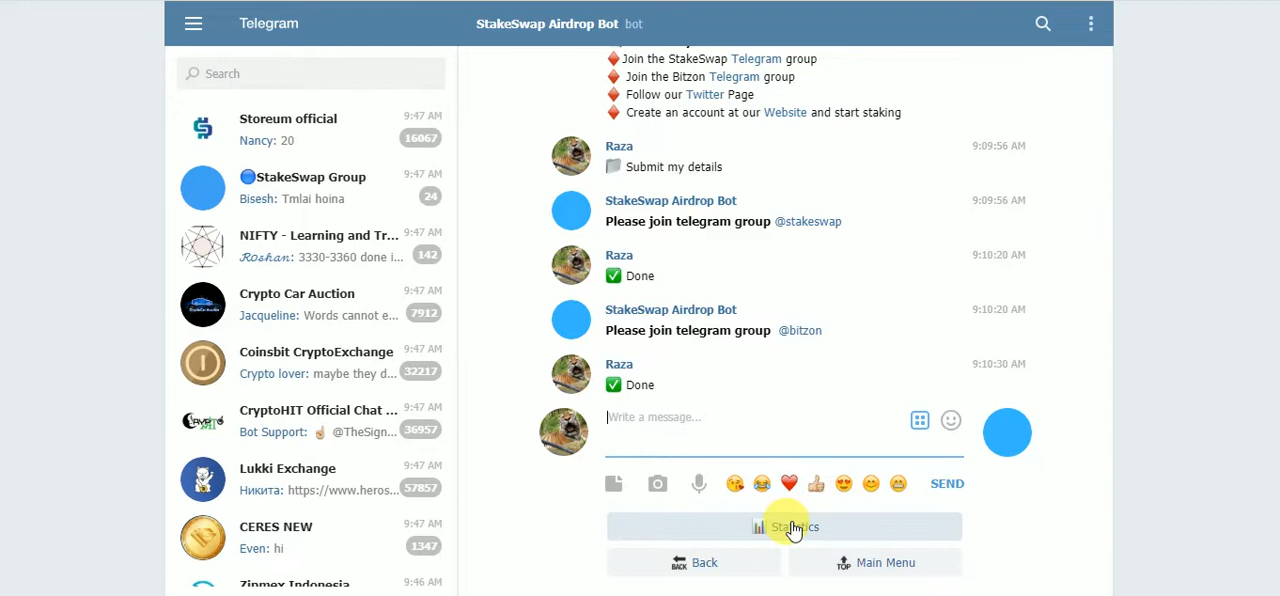 Telegram
StakeSwap Airdrop Bot bot
Search
Storeum official 9:47 AM
Nancy: 20 16067
🔵StakeSwap Group 9:47 AM
Bisesh: Tmlai hoina 24
NIFTY - Learning and Tr... 9:47 AM
𝓡𝓸𝓼𝓱𝓪𝓷: 3330-3360 done i... 142
Crypto Car Auction 9:47 AM
Jacqueline: Words cannot e... 7912
Coinsbit CryptoExchange 9:47 AM
Crypto lover: maybe they d... 32217
CryptoHIT Official Chat ... 9:47 AM
Bot Support: ☝🏻 @TheSign... 36957
Lukki Exchange 9:47 AM
Никита: https://www.heros... 57857
CERES NEW 9:47 AM
Even: hi 1347
Zipmex Indonesia 9:46 AM
♦Join the StakeSwap Telegram group
♦ Join the Bitzon Telegram group
♦ Follow our Twitter Page
♦ Create an account at our Website and start staking
Raza 9:09:56 AM
📁 Submit my details
StakeSwap Airdrop Bot 9:09:56 AM
Please join telegram group @stakeswap
Raza 9:10:20 AM
✅ Done
StakeSwap Airdrop Bot 9:10:20 AM
Please join telegram group @bitzon
Raza 9:10:30 AM
✅ Done
Write a message...
SEND
📊 Statistics
🔙 Back
🔝 Main Menu